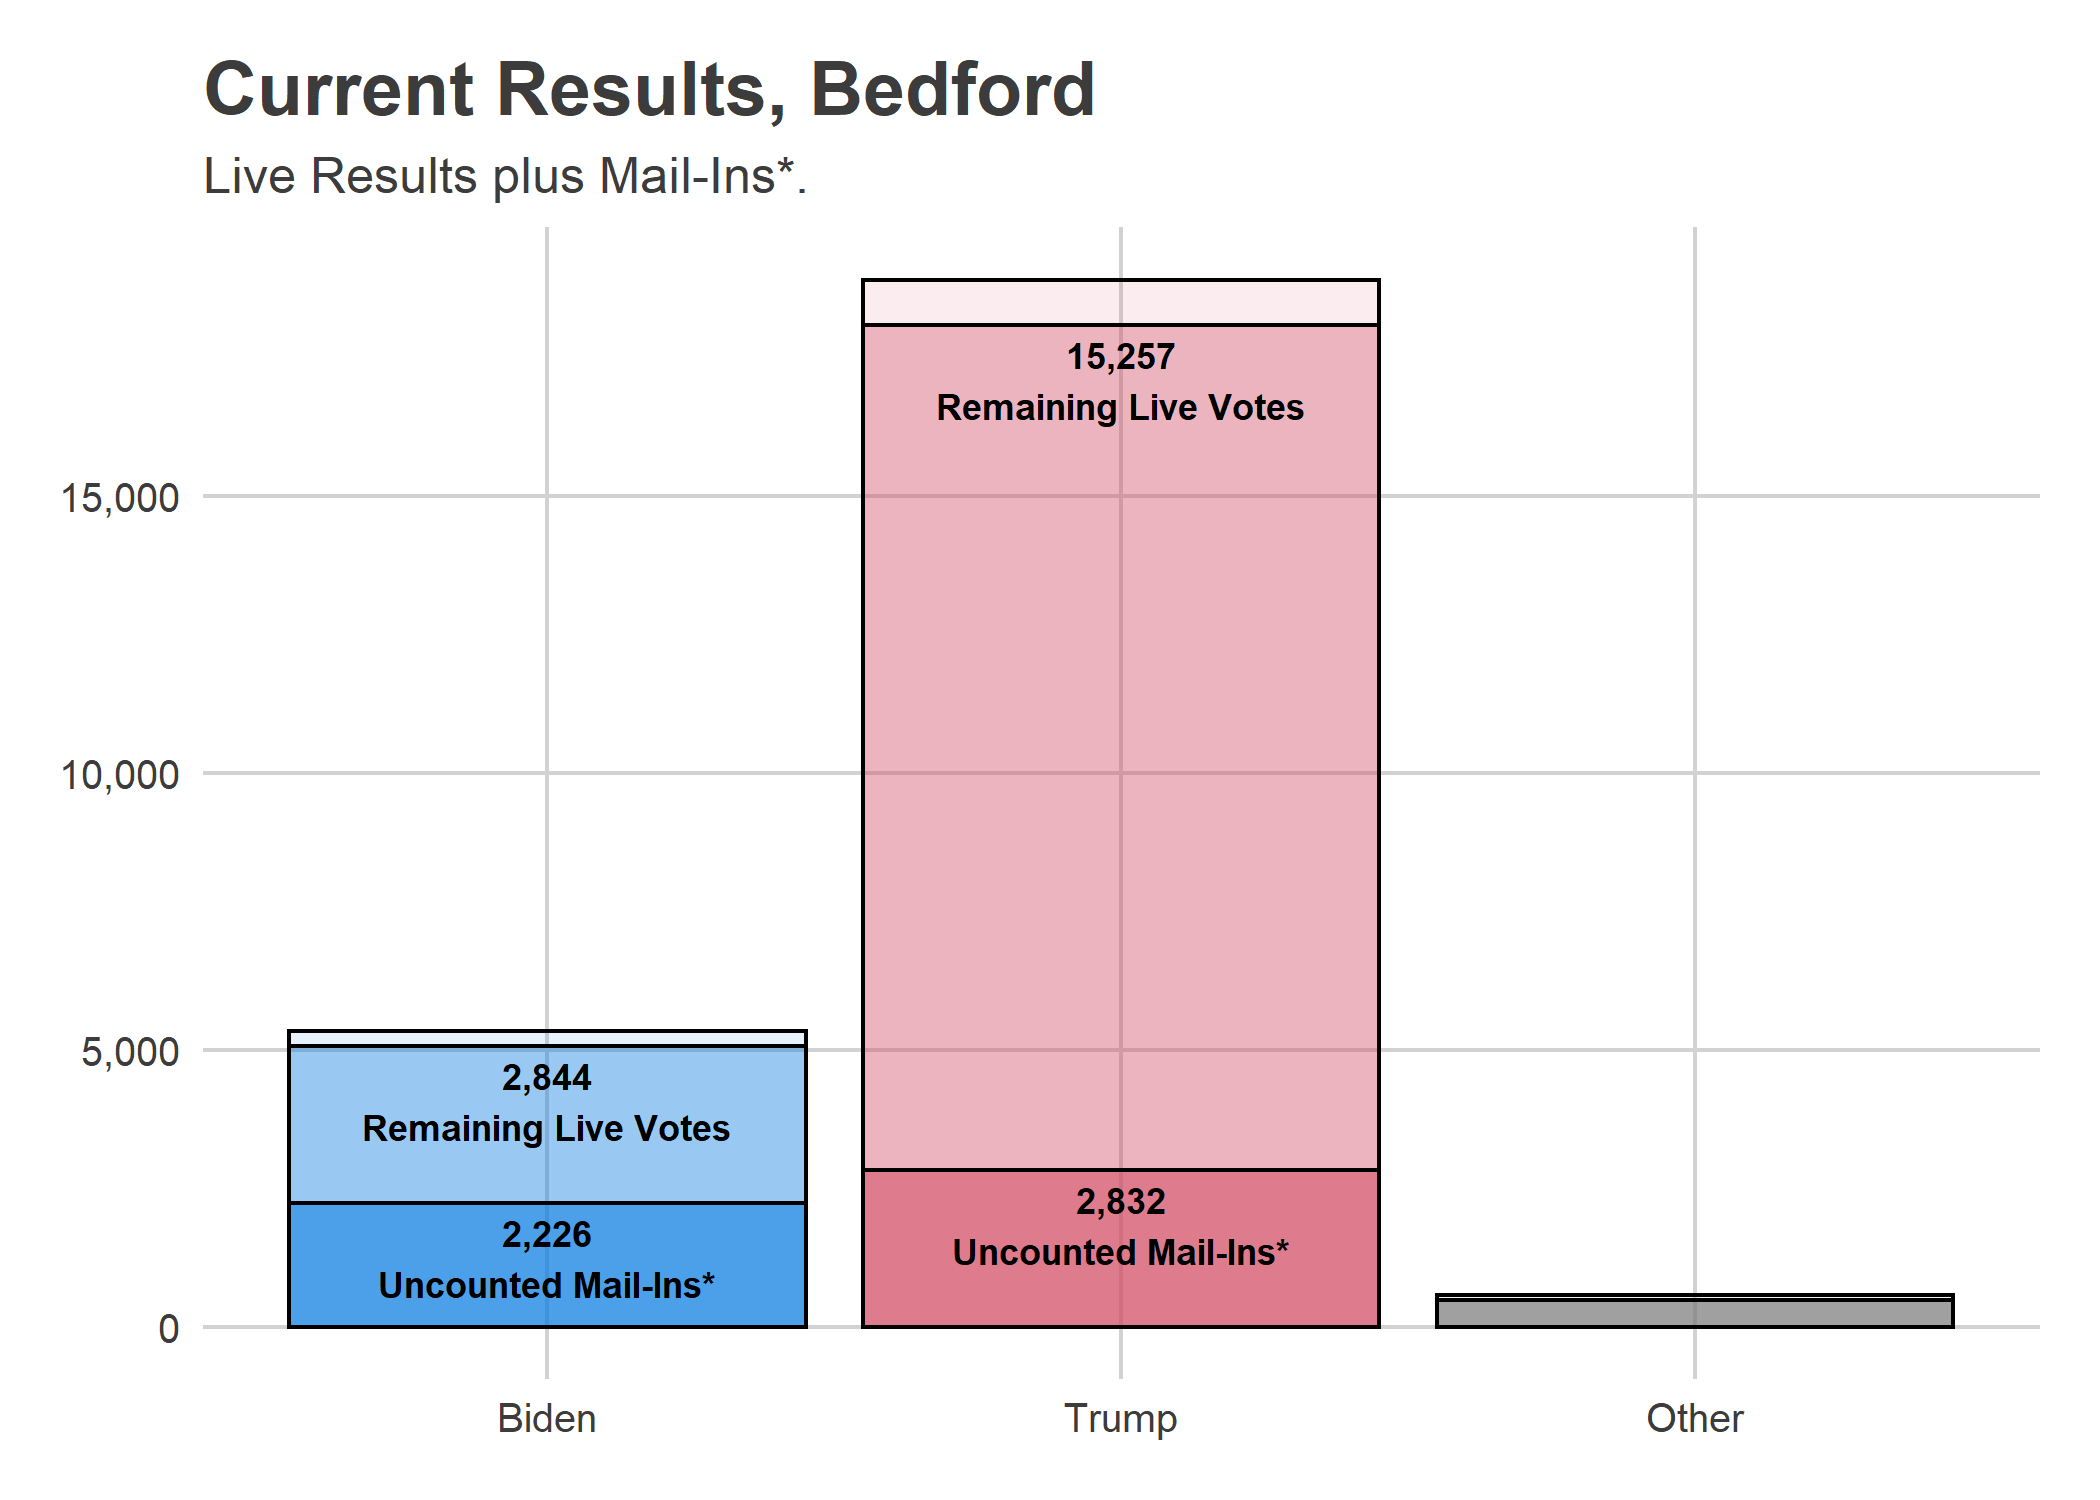 Current Results, Bedford
Live Results plus Mail-Ins*.
15,257
Remaining Live Votes
15,000
10,000
5,000
2,844
Remaining Live Votes
2,832
Uncounted Mail-Ins*
2,226
Uncounted Mail-Ins*
0
Biden
Trump
Other